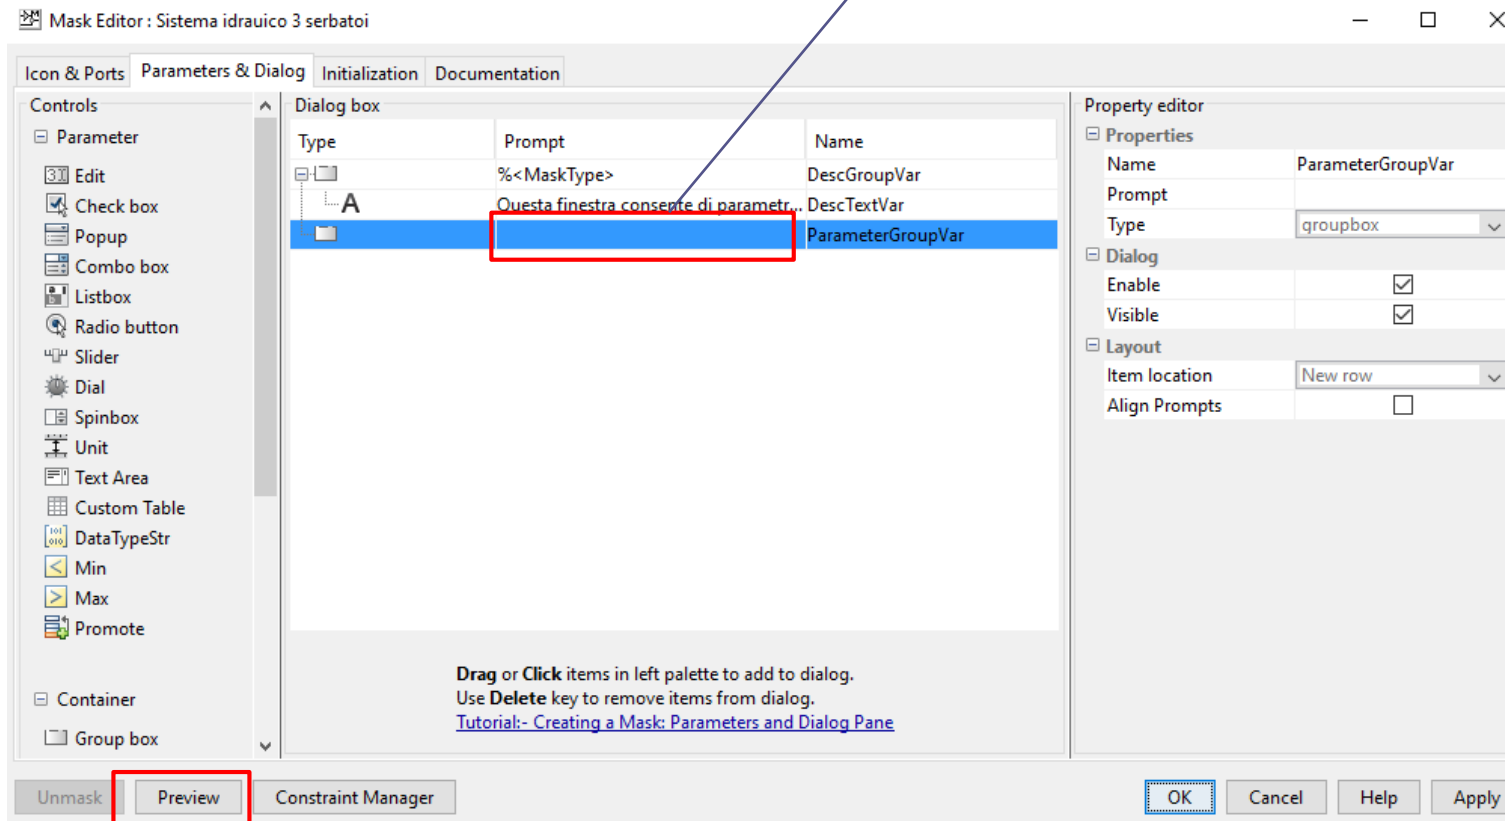 Mask Editor : Sistema idrauico 3 serbatoi
Icon & Ports Parameters & Dialog Initialization Documentation
Controls
Parameter
Edit
Check box
Popup
Combo box
Listbox
Radio button
Slider
Dial
Spinbox
Unit
Text Area
Custom Table
DataTypeStr
Min
Max
Promote
Container
Group box
Dialog box
Type Prompt Name
%<MaskType> DescGroupVar
A Questa finestra consente di parametr... DescTextVar
ParameterGroupVar
Drag or Click items in left palette to add to dialog.
Use Delete key to remove items from dialog.
Tutorial:- Creating a Mask: Parameters and Dialog Pane
Property editor
Properties
Name ParameterGroupVar
Prompt
Type groupbox
Dialog
Enable
Visible
Layout
Item location New row
Align Prompts
Unmask Preview Constraint Manager OK Cancel Help Apply